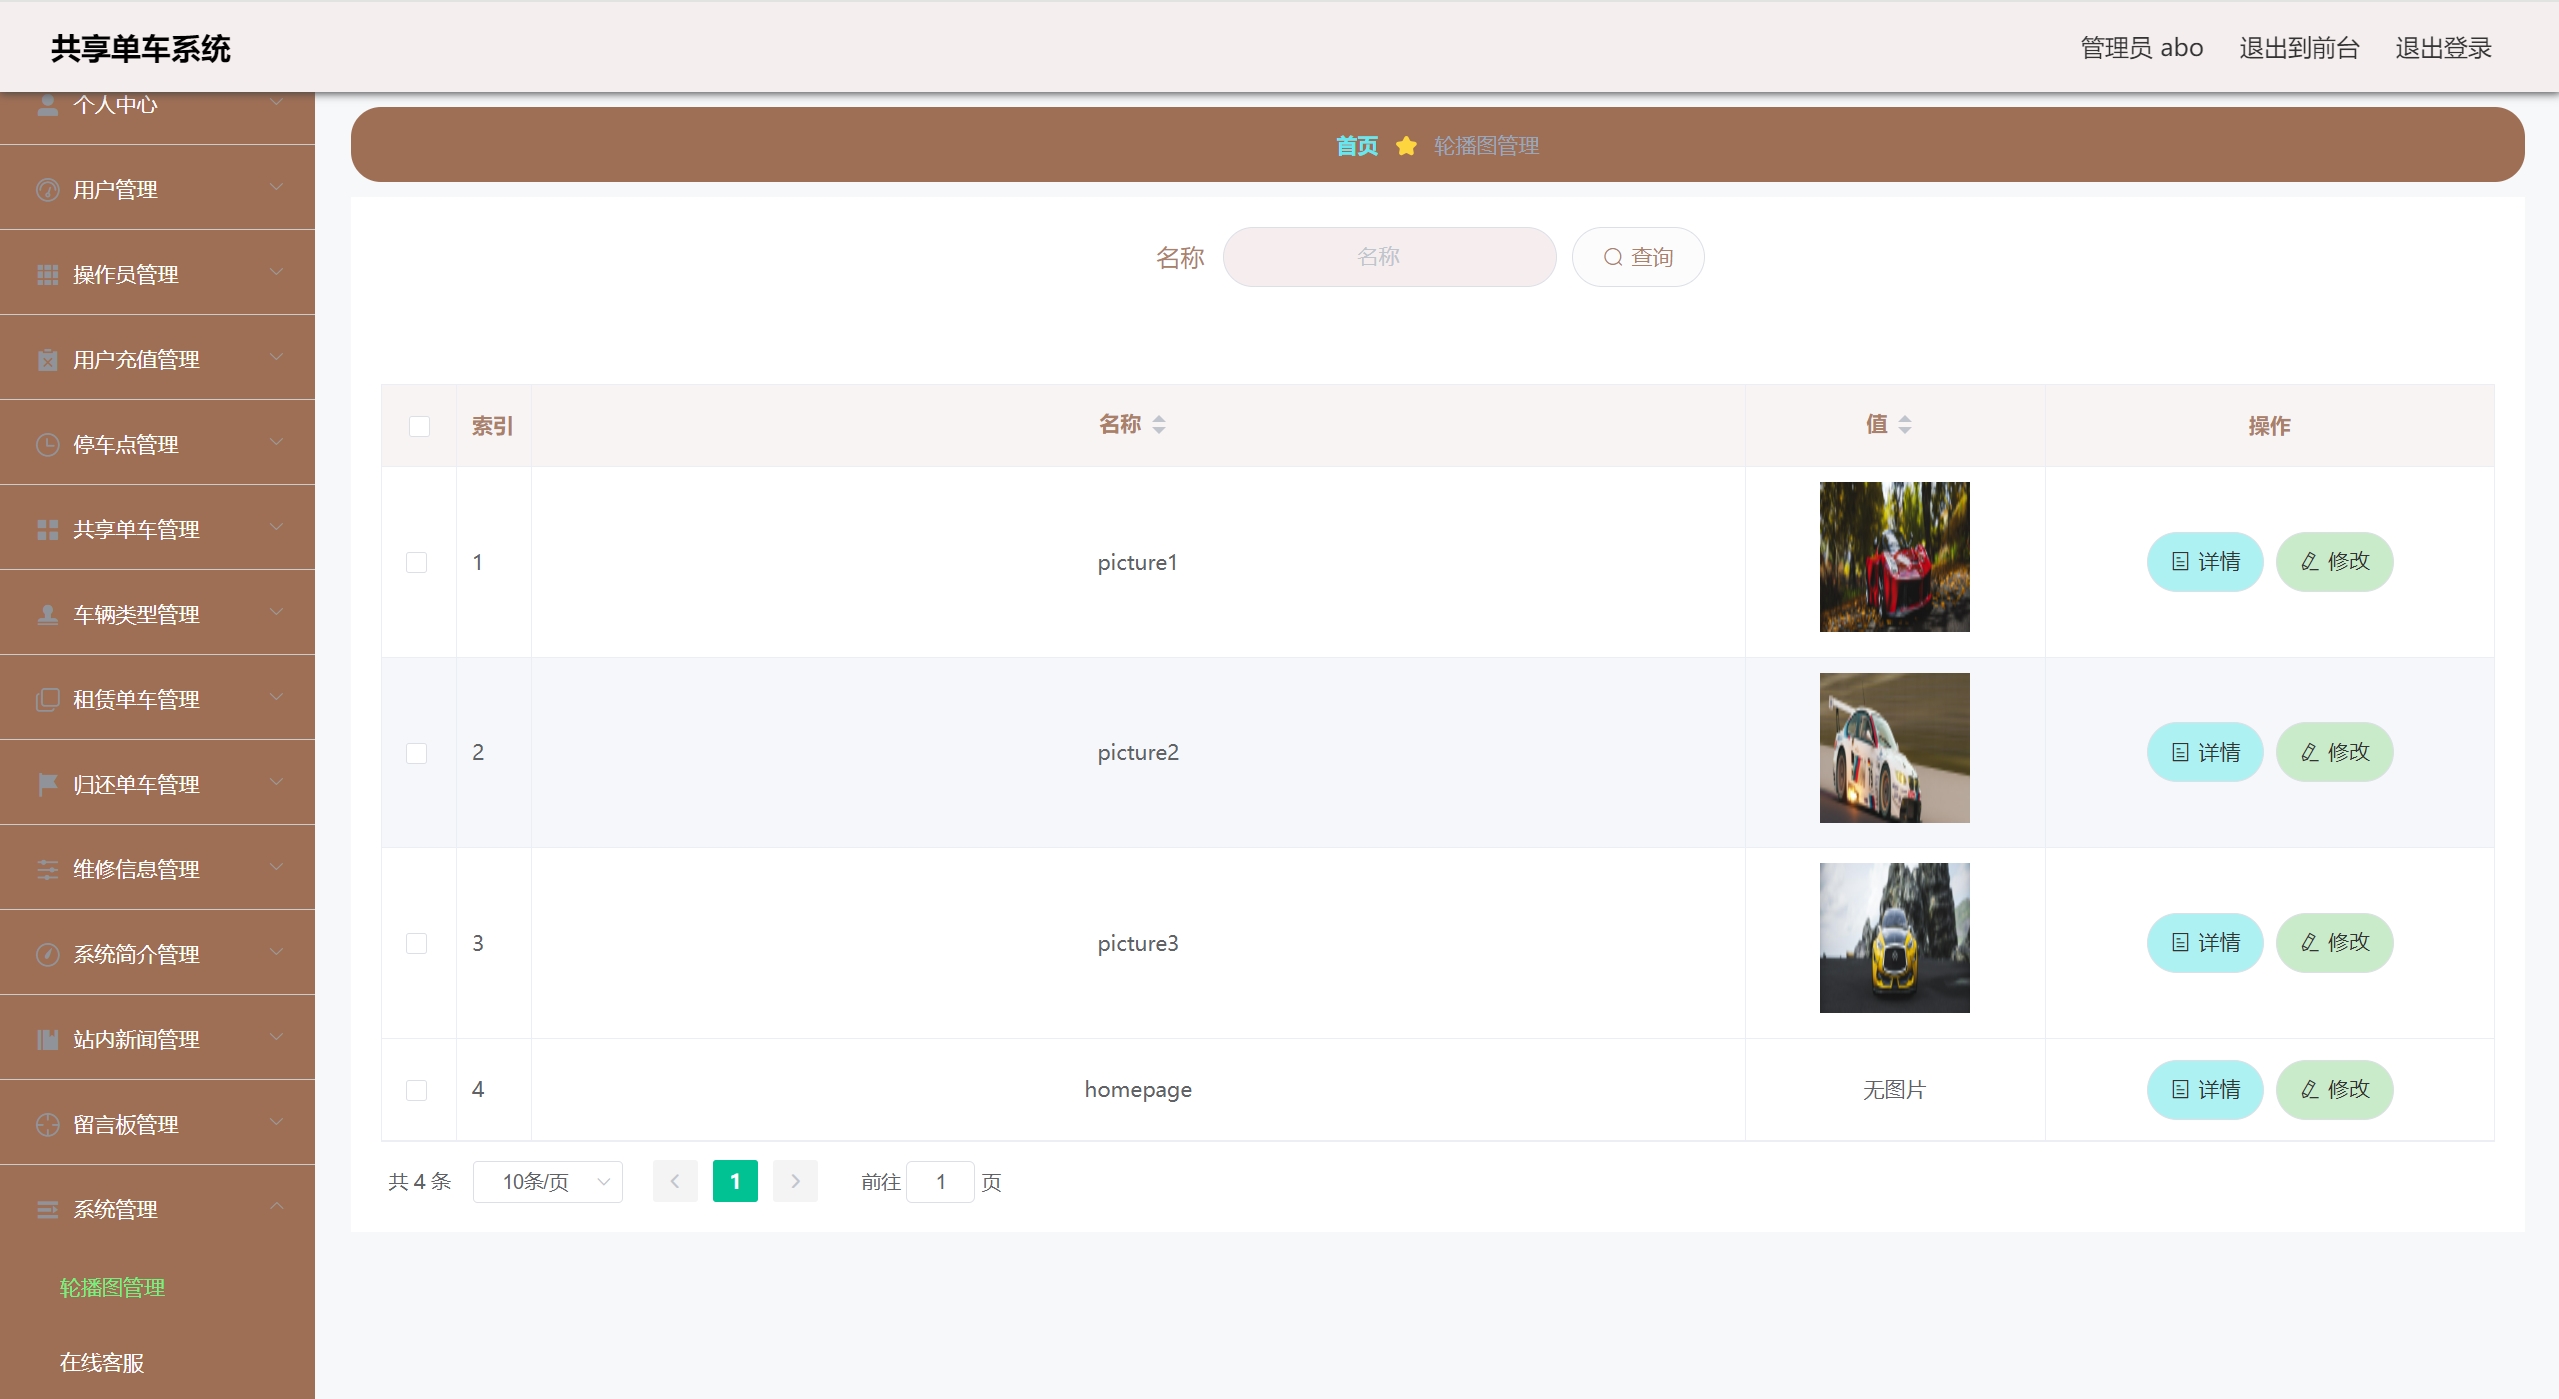 共享单车系统
管理员 abo 退出到前台 退出登录
个人中心
用户管理
操作员管理
用户充值管理
停车点管理
共享单车管理
车辆类型管理
租赁单车管理
归还单车管理
维修信息管理
系统简介管理
站内新闻管理
留言板管理
系统管理
轮播图管理
在线客服
首页 轮播图管理
名称 名称 查询
索引 名称 值 操作
1 picture1 详情 修改
2 picture2 详情 修改
3 picture3 详情 修改
4 homepage 无图片 详情 修改
共 4 条 10条/页 1 前往 1 页